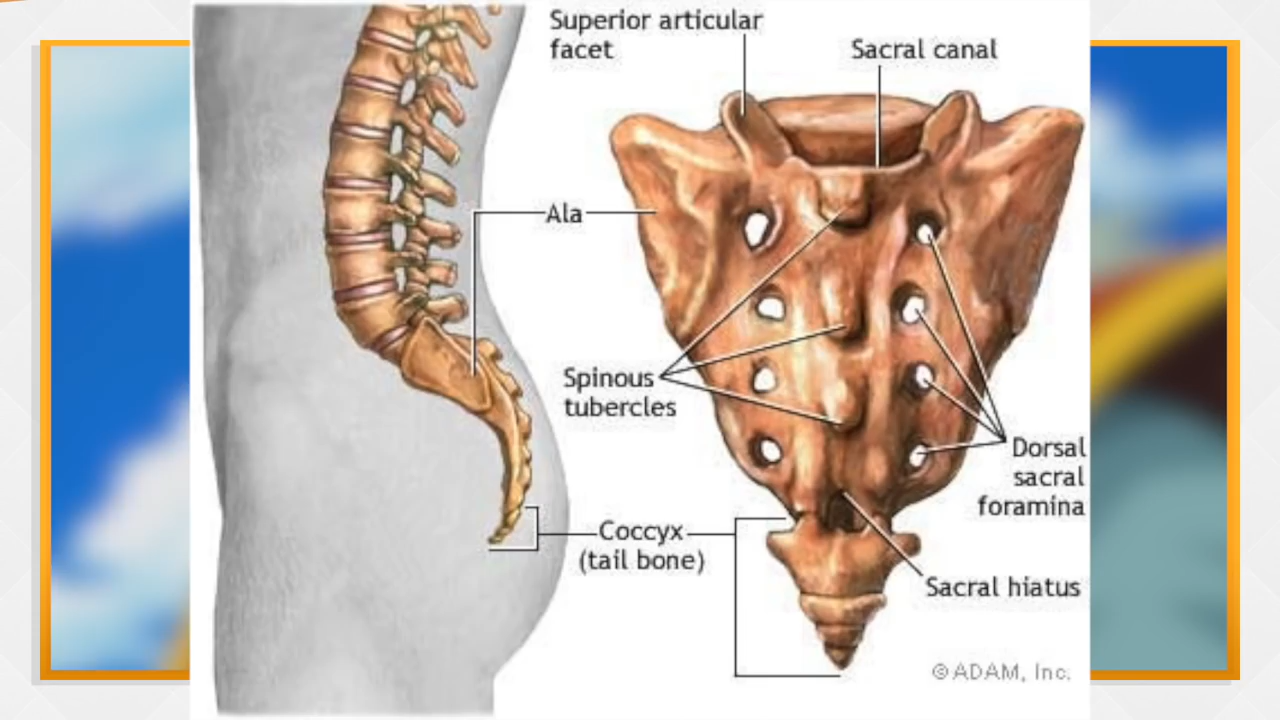 Superior articular
facet
Sacral canal
Ala
Spinous
tubercles
Dorsal
sacral
foramina
Coccyx
(tail bone)
Sacral hiatus
©ADAM, Inc.